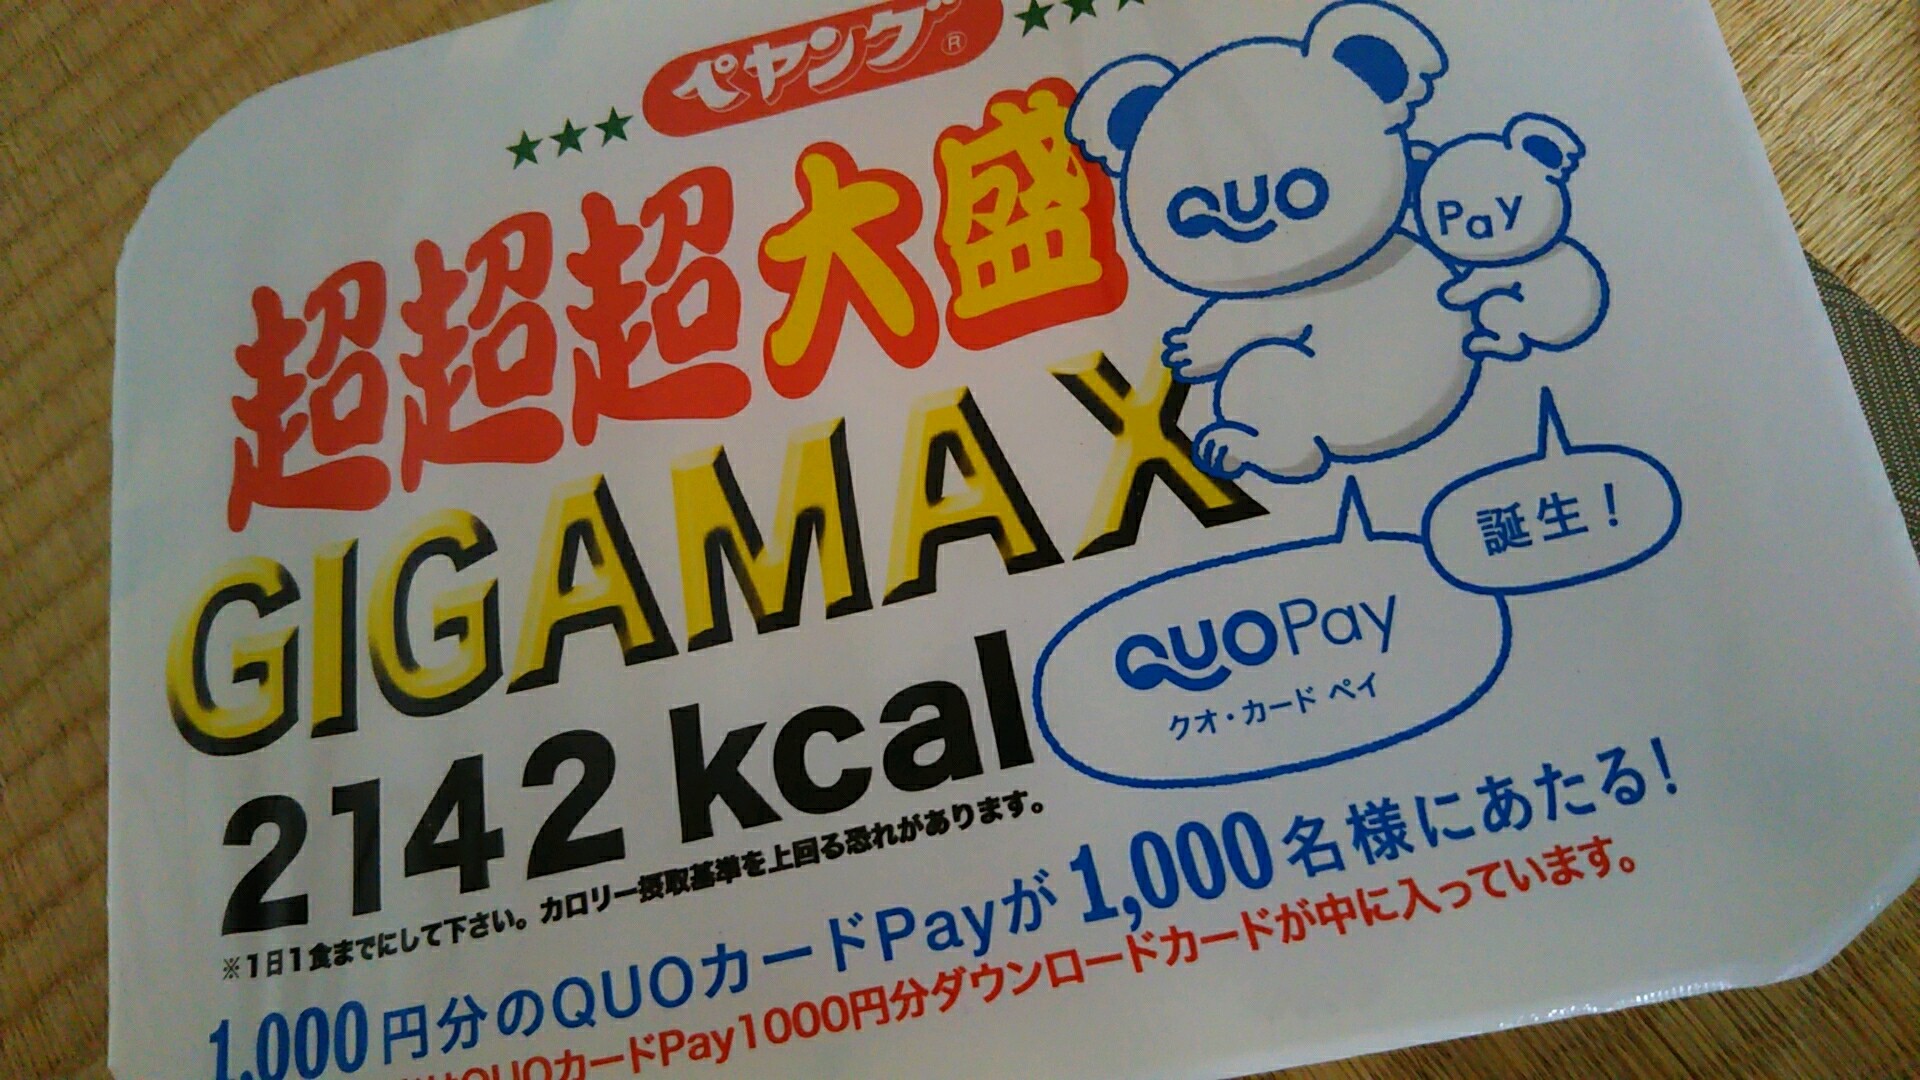 ★★★ペヤング®★★★
超超超大盛
GIGAMAX
2142 kcal
※1日1食までにして下さい。カロリー摂取基準を上回る恐れがあります。
QUO
Pay
誕生!
QUOPay
クオ・カード ペイ
1,000円分のQUOカードPayが1,000名様にあたる!
QUOカードPay1000円分ダウンロードカードが中に入っています。